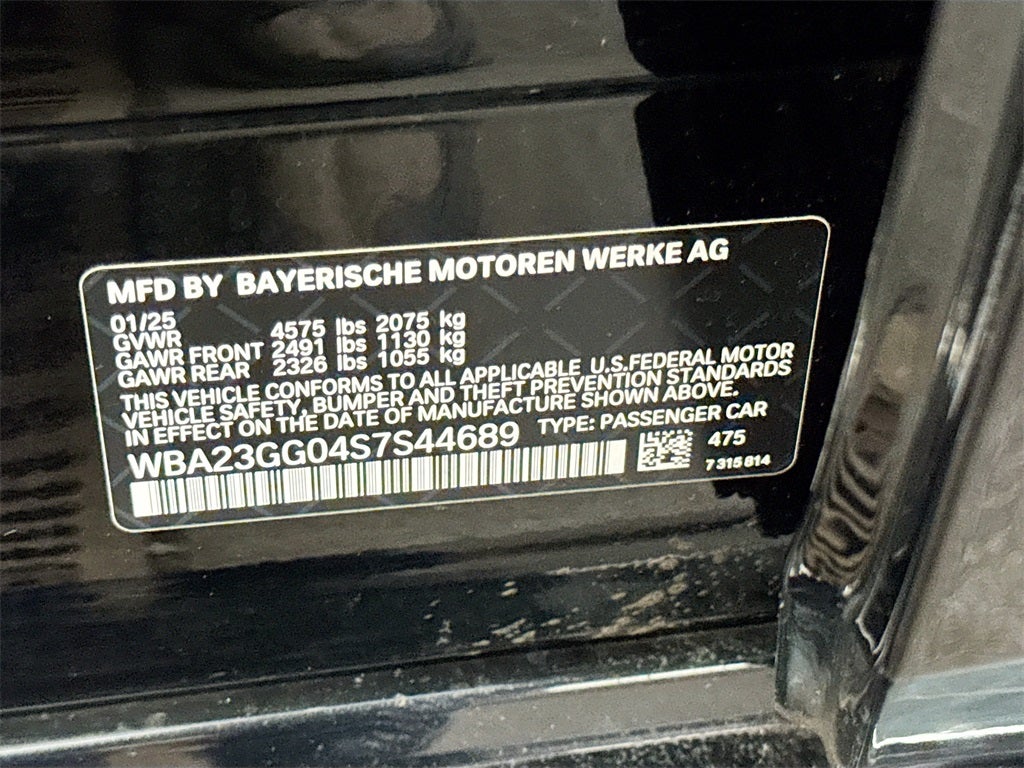 MFD BY BAYERISCHE MOTOREN WERKE AG
01/25
GVWR 4575 lbs 2075 kg
GAWR FRONT 2491 lbs 1130 kg
GAWR REAR 2326 lbs 1055 kg
THIS VEHICLE CONFORMS TO ALL APPLICABLE U.S.FEDERAL MOTOR
VEHICLE SAFETY, BUMPER AND THEFT PREVENTION STANDARDS
IN EFFECT ON THE DATE OF MANUFACTURE SHOWN ABOVE.
WBA23GG04S7S44689 TYPE: PASSENGER CAR
475
7 315 814